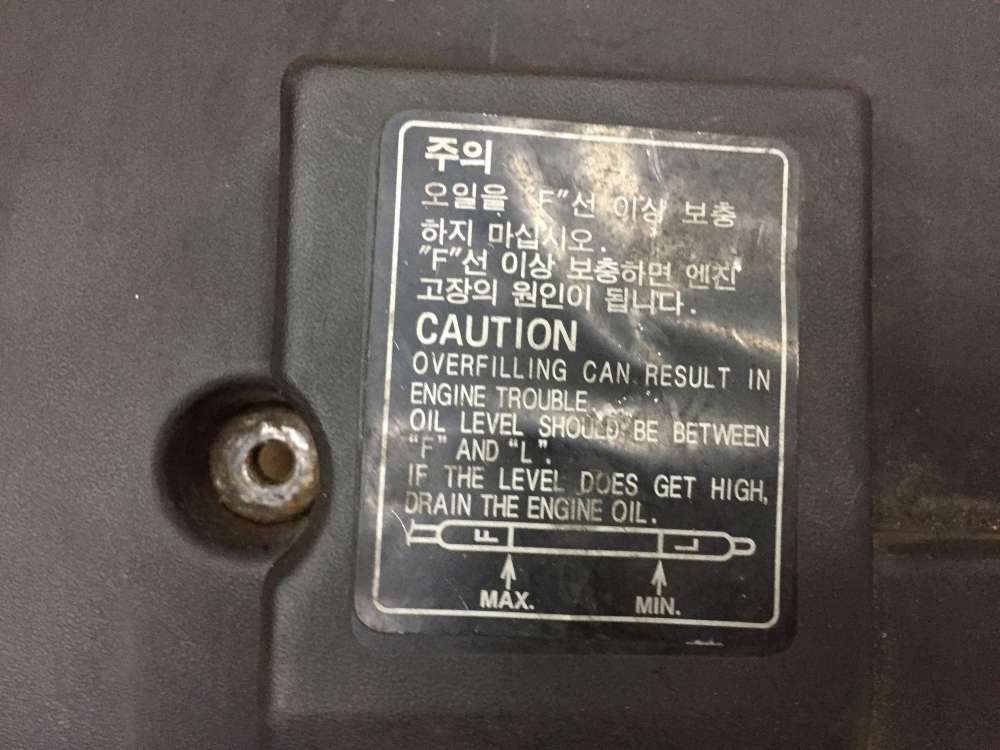 주의
오일을 "F"선 이상 보충
하지 마십시오.
"F"선 이상 보충하면 엔진
고장의 원인이 됩니다.
CAUTION
OVERFILLING CAN RESULT IN
ENGINE TROUBLE.
OIL LEVEL SHOULD BE BETWEEN
"F" AND "L".
IF THE LEVEL DOES GET HIGH,
DRAIN THE ENGINE OIL.
F L
MAX. MIN.